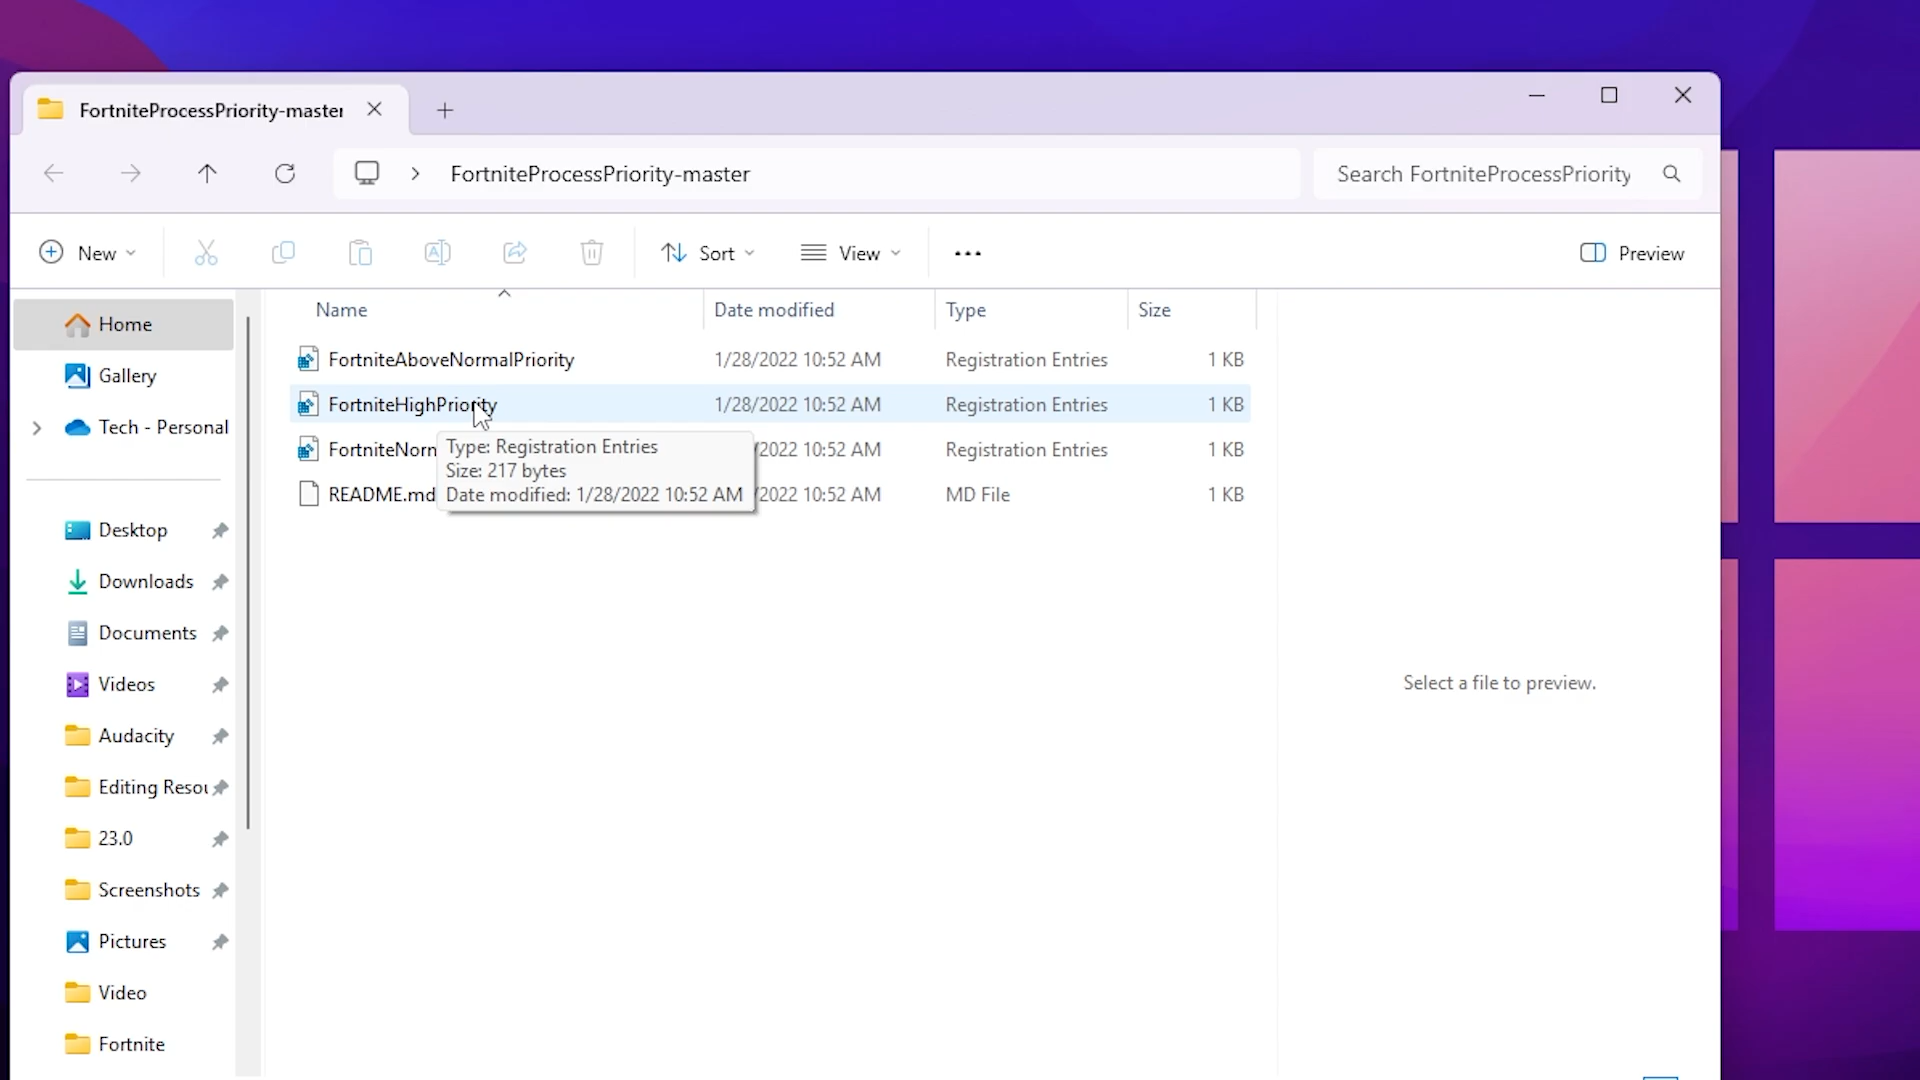 FortniteProcessPriority-master
FortniteProcessPriority-master
Search FortniteProcessPriority
New
Sort
View
Preview
Name
Date modified
Type
Size
Home
Gallery
Tech - Personal
Desktop
Downloads
Documents
Videos
Audacity
Editing Resou
23.0
Screenshots
Pictures
Video
Fortnite
FortniteAboveNormalPriority 1/28/2022 10:52 AM Registration Entries 1 KB
FortniteHighPriority 1/28/2022 10:52 AM Registration Entries 1 KB
FortniteNorn /2022 10:52 AM Registration Entries 1 KB
README.md /2022 10:52 AM MD File 1 KB
Type: Registration Entries
Size: 217 bytes
Date modified: 1/28/2022 10:52 AM
Select a file to preview.